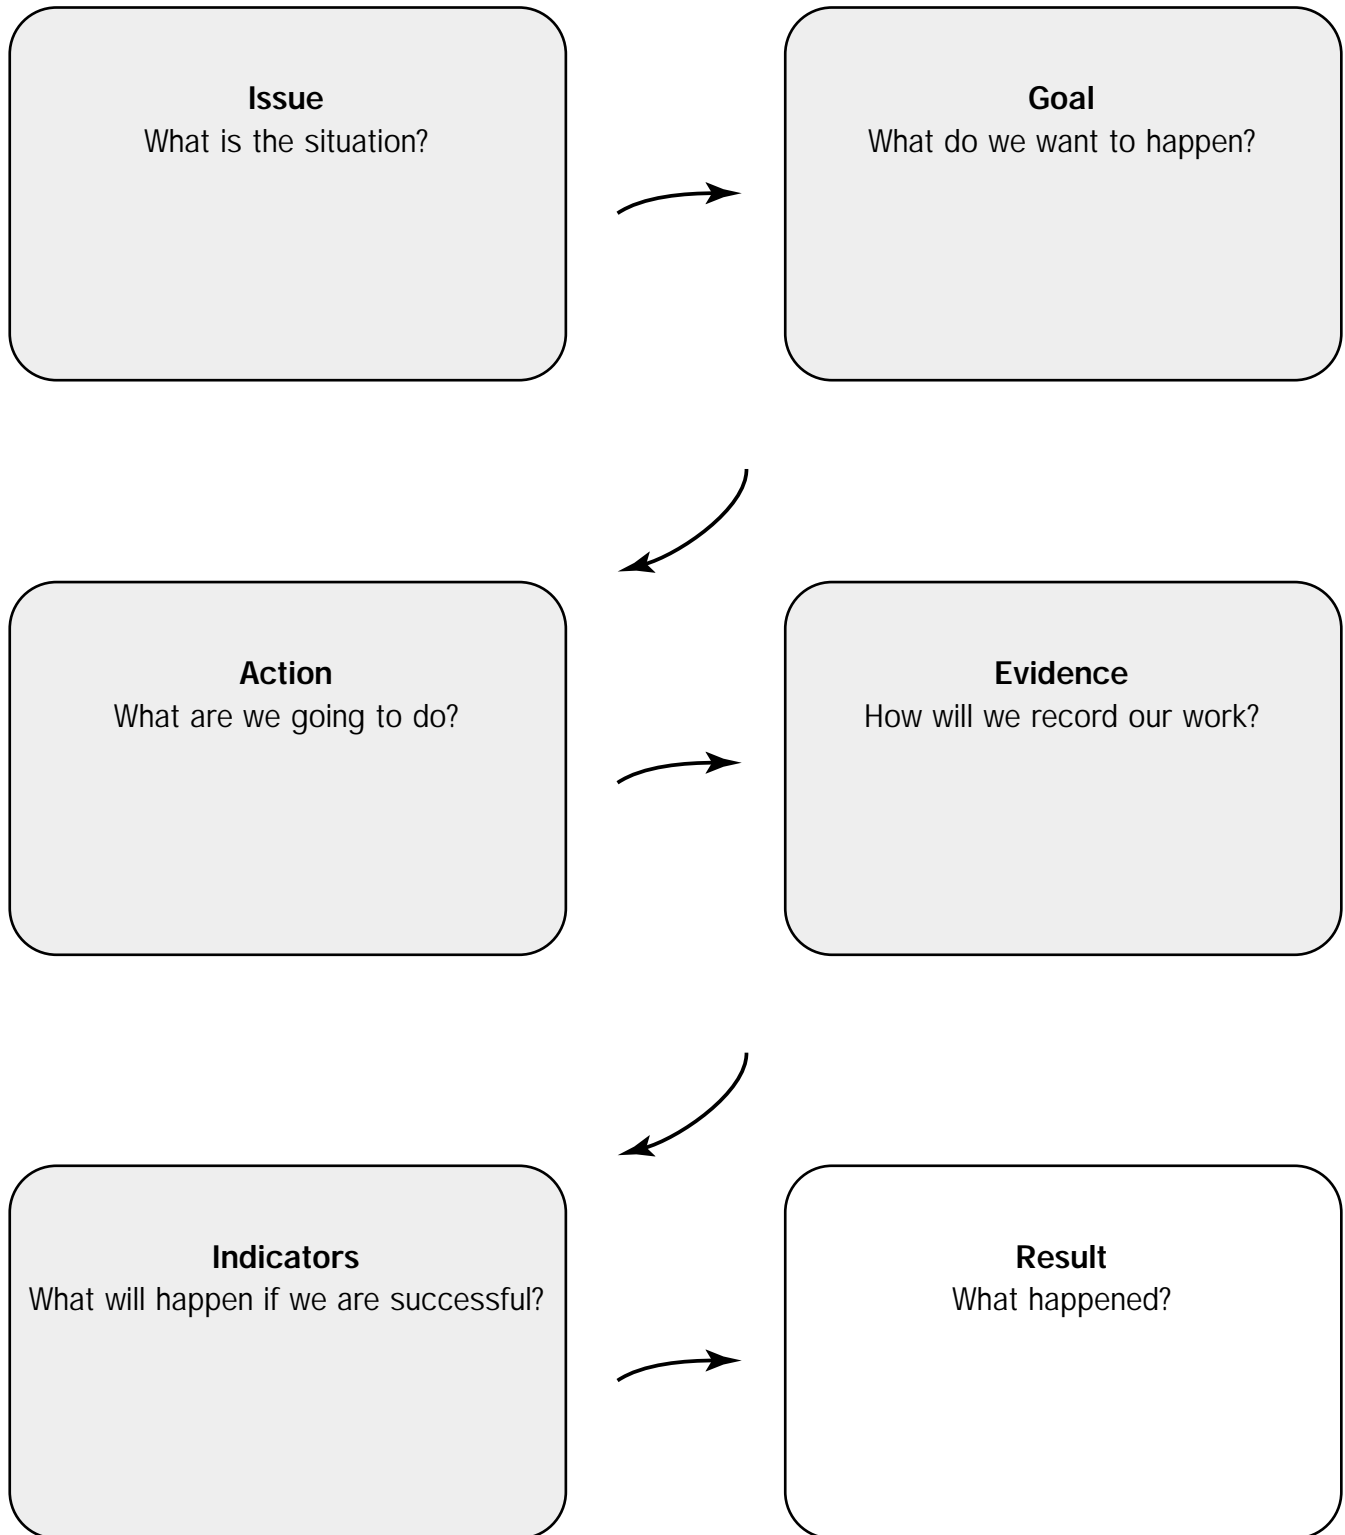 Issue
What is the situation?
Goal
What do we want to happen?
Action
What are we going to do?
Evidence
How will we record our work?
Indicators
What will happen if we are successful?
Result
What happened?